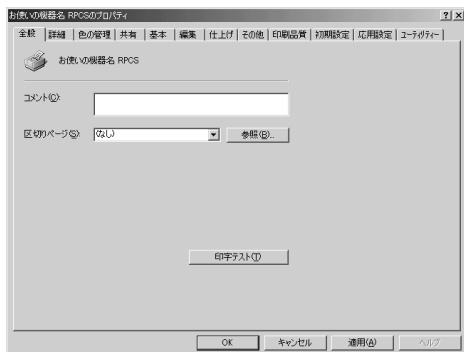 お使いの機器名 RPCSのプロパティ
全般 詳細 色の管理 共有 基本 編集 仕上げ その他 印刷品質 初期設定 応用設定 ユーティリティー
お使いの機器名 RPCS
コメント(C):
区切りページ(S): (なし) 参照(B)...
印字テスト(T)
OK キャンセル 適用(A) ヘルプ